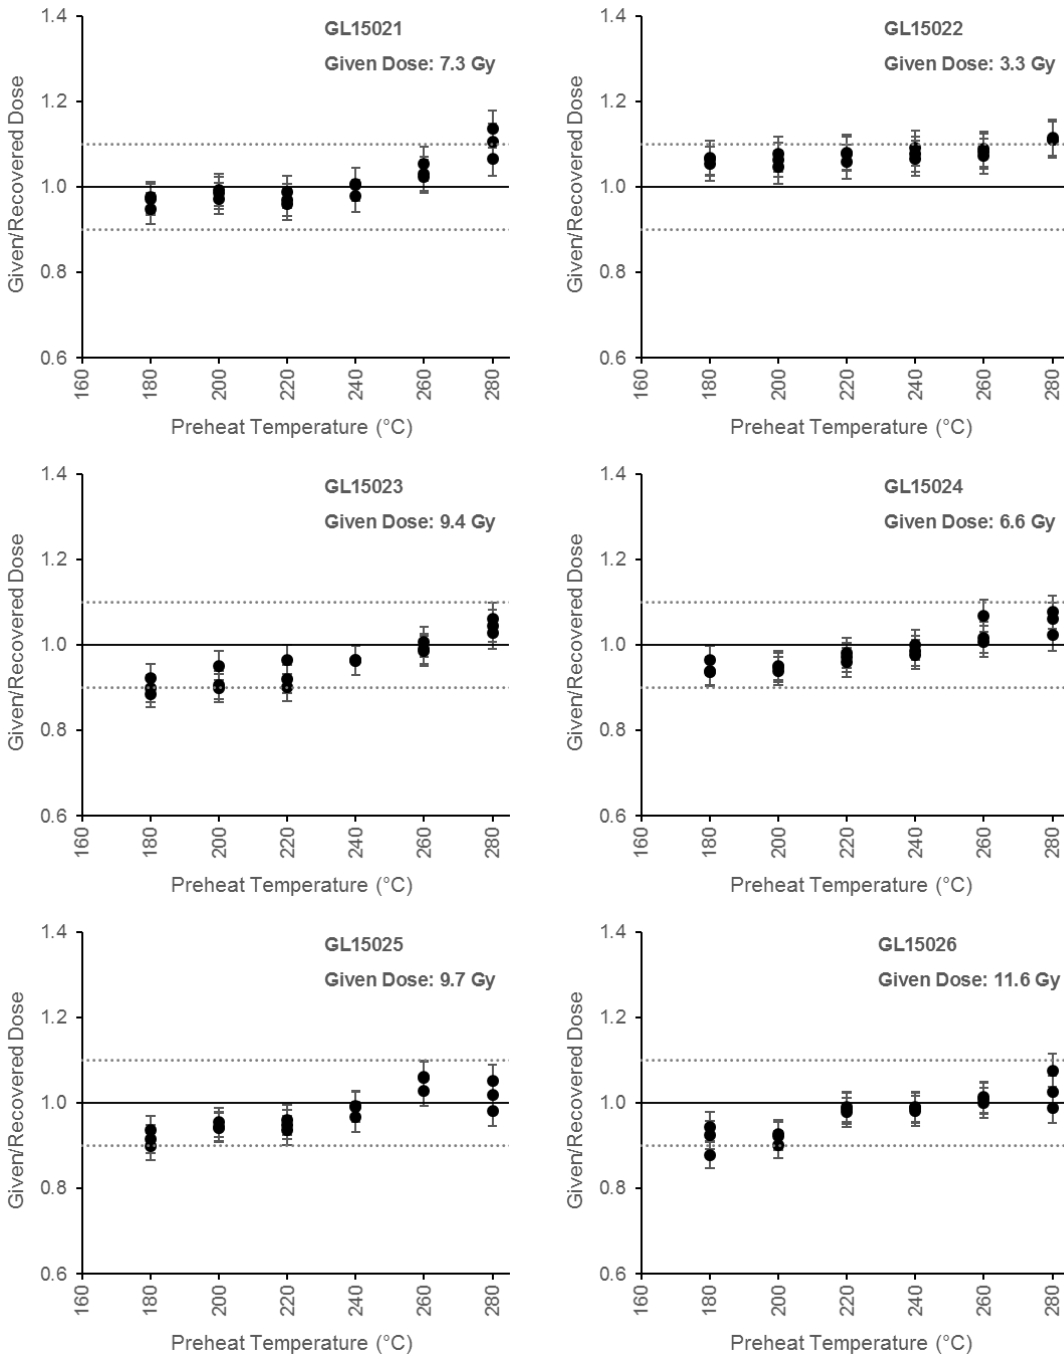 GL15021
Given Dose: 7.3 Gy
Given/Recovered Dose
1.4
1.2
1.0
0.8
0.6
160 180 200 220 240 260 280
Preheat Temperature (°C)
GL15022
Given Dose: 3.3 Gy
Given/Recovered Dose
1.4
1.2
1.0
0.8
0.6
160 180 200 220 240 260 280
Preheat Temperature (°C)
GL15023
Given Dose: 9.4 Gy
Given/Recovered Dose
1.4
1.2
1.0
0.8
0.6
160 180 200 220 240 260 280
Preheat Temperature (°C)
GL15024
Given Dose: 6.6 Gy
Given/Recovered Dose
1.4
1.2
1.0
0.8
0.6
160 180 200 220 240 260 280
Preheat Temperature (°C)
GL15025
Given Dose: 9.7 Gy
Given/Recovered Dose
1.4
1.2
1.0
0.8
0.6
160 180 200 220 240 260 280
Preheat Temperature (°C)
GL15026
Given Dose: 11.6 Gy
Given/Recovered Dose
1.4
1.2
1.0
0.8
0.6
160 180 200 220 240 260 280
Preheat Temperature (°C)